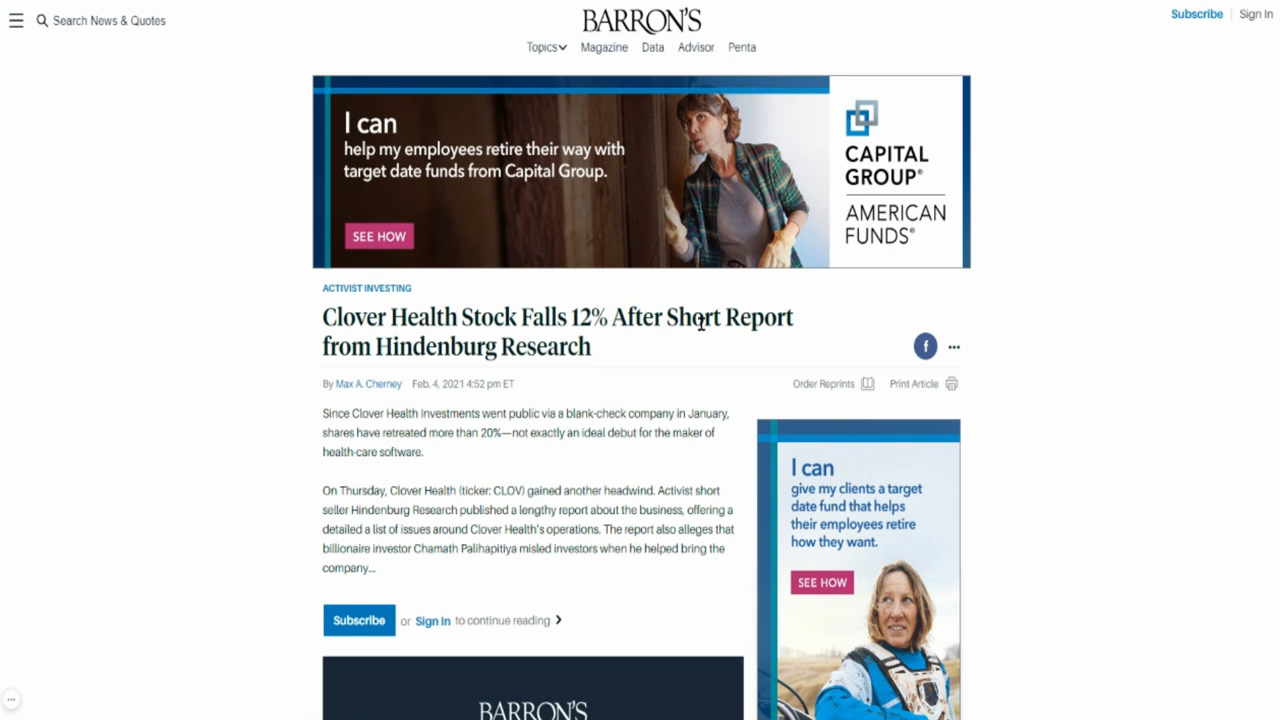 Search News & Quotes
BARRON'S
Subscribe
Sign In
Topics
Magazine
Data
Advisor
Penta
I can
help my employees retire their way with
target date funds from Capital Group.
SEE HOW
CAPITAL
GROUP®
AMERICAN
FUNDS®
ACTIVIST INVESTING
Clover Health Stock Falls 12% After Short Report
from Hindenburg Research
f
By Max A. Cherney Feb. 4, 2021 4:52 pm ET
Order Reprints
Print Article
Since Clover Health Investments went public via a blank-check company in January,
shares have retreated more than 20%—not exactly an ideal debut for the maker of
health-care software.
On Thursday, Clover Health (ticker: CLOV) gained another headwind. Activist short
seller Hindenburg Research published a lengthy report about the business, offering a
detailed a list of issues around Clover Health's operations. The report also alleges that
billionaire investor Chamath Palihapitiya misled investors when he helped bring the
company...
Subscribe or Sign In to continue reading
BARRON'S
I can
give my clients a target
date fund that helps
their employees retire
how they want.
SEE HOW